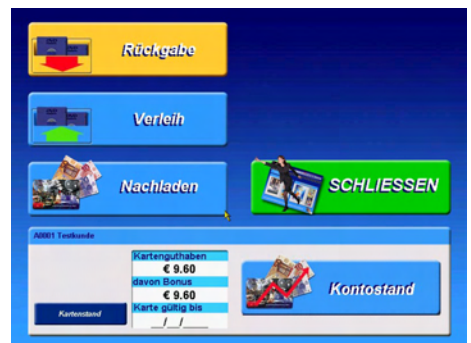 Rückgabe
Verleih
Nachladen
SCHLIESSEN
A0001 Testkunde
Kartenguthaben
€ 9.60
davon Bonus
€ 9.60
Karte gültig bis
__/__/____
Kartenstand
Kontostand